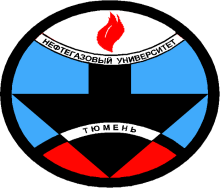 НЕФТЕГАЗОВЫЙ УНИВЕРСИТЕТ
ТЮМЕНЬ